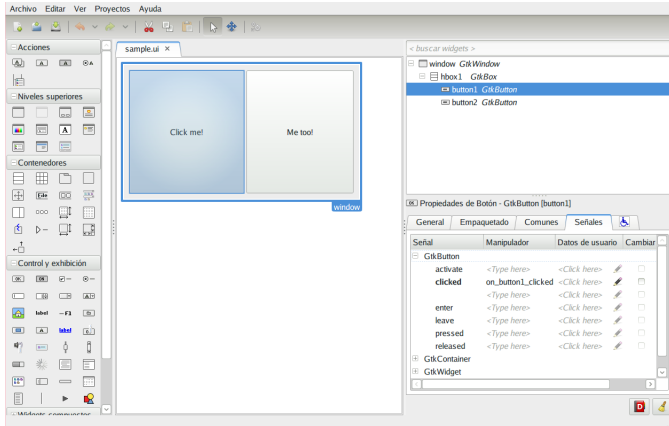 Archivo Editar Ver Proyectos Ayuda
Acciones
sample.ui ×
< buscar widgets >
window GtkWindow
hbox1 GtkBox
button1 GtkButton
button2 GtkButton
Niveles superiores
Click me!
Me too!
Contenedores
window
Propiedades de Botón - GtkButton [button1]
General Empaquetado Comunes Señales
Señal Manipulador Datos de usuario Cambiar
GtkButton
activate <Type here> <Click here>
clicked on_button1_clicked <Click here>
<Type here> <Click here>
enter <Type here> <Click here>
leave <Type here> <Click here>
pressed <Type here> <Click here>
released <Type here> <Click here>
GtkContainer
GtkWidget
Control y exhibición
OK OK
label
label
Widgets compuestos
D